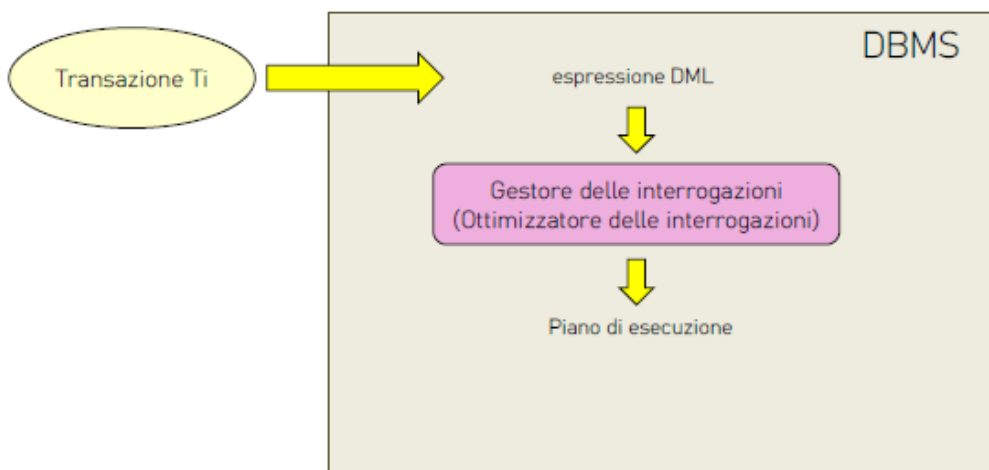 DBMS
Transazione Ti
espressione DML
Gestore delle interrogazioni
(Ottimizzatore delle interrogazioni)
Piano di esecuzione